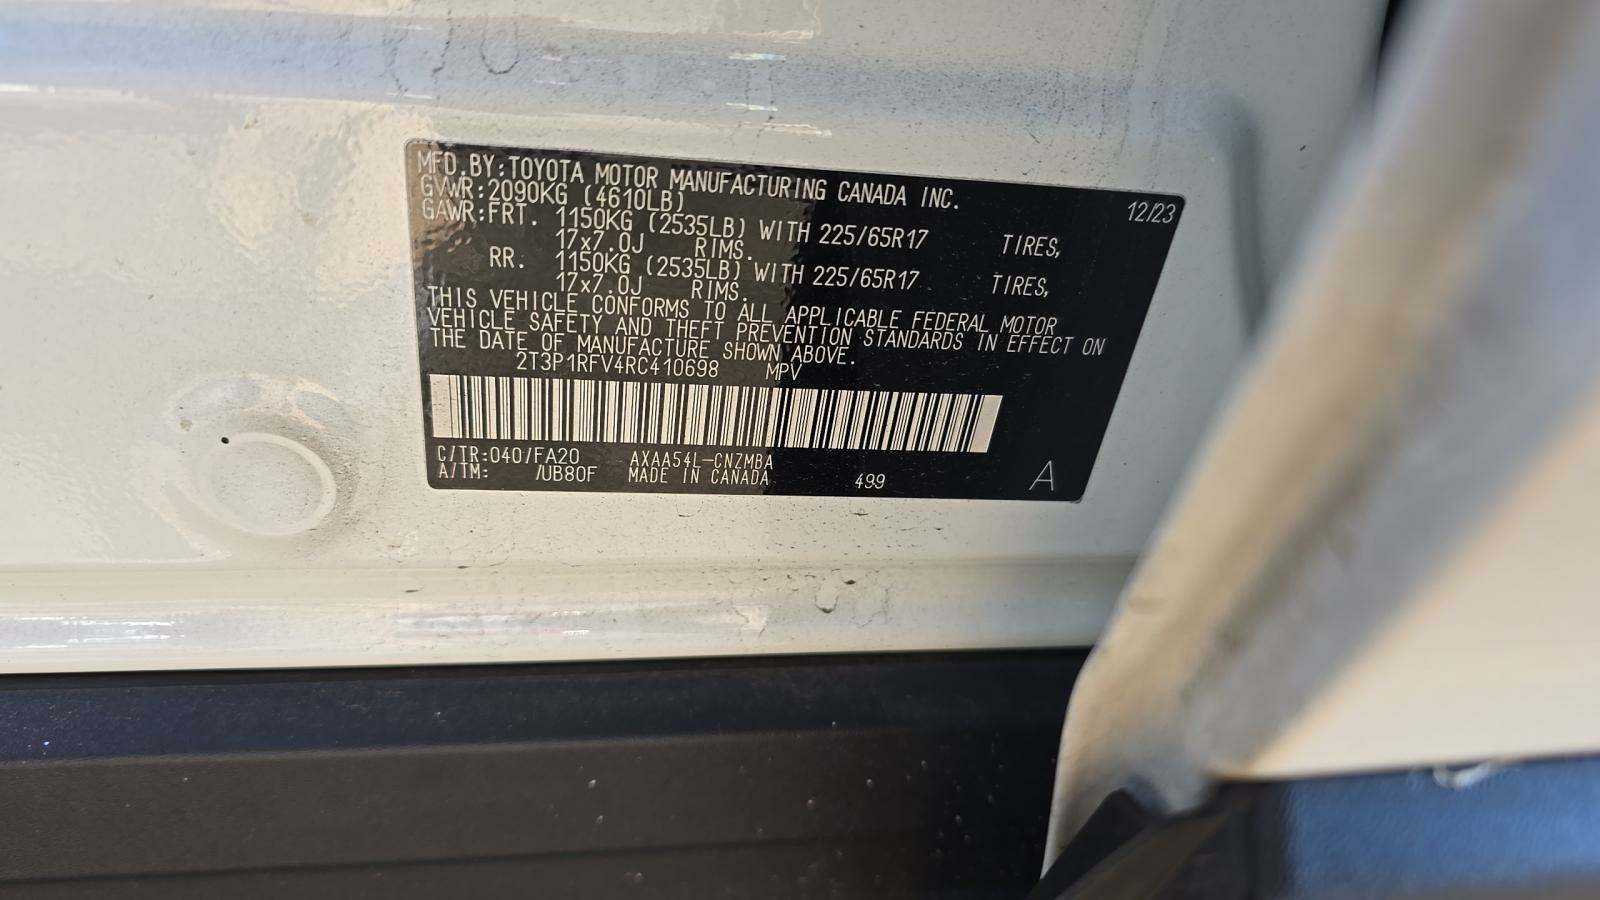 MFD.BY:TOYOTA MOTOR MANUFACTURING CANADA INC. 12/23
GVWR:2090KG (4610LB)
GAWR:FRT. 1150KG (2535LB) WITH 225/65R17 TIRES,
17x7.0J RIMS.
RR. 1150KG (2535LB) WITH 225/65R17 TIRES,
17x7.0J RIMS.
THIS VEHICLE CONFORMS TO ALL APPLICABLE FEDERAL MOTOR
VEHICLE SAFETY AND THEFT PREVENTION STANDARDS IN EFFECT ON
THE DATE OF MANUFACTURE SHOWN ABOVE.
2T3P1RFV4RC410698 MPV
C/TR:040/FA20 AXAA54L-CNZMBA
A/TM: /UB80F MADE IN CANADA 499 A